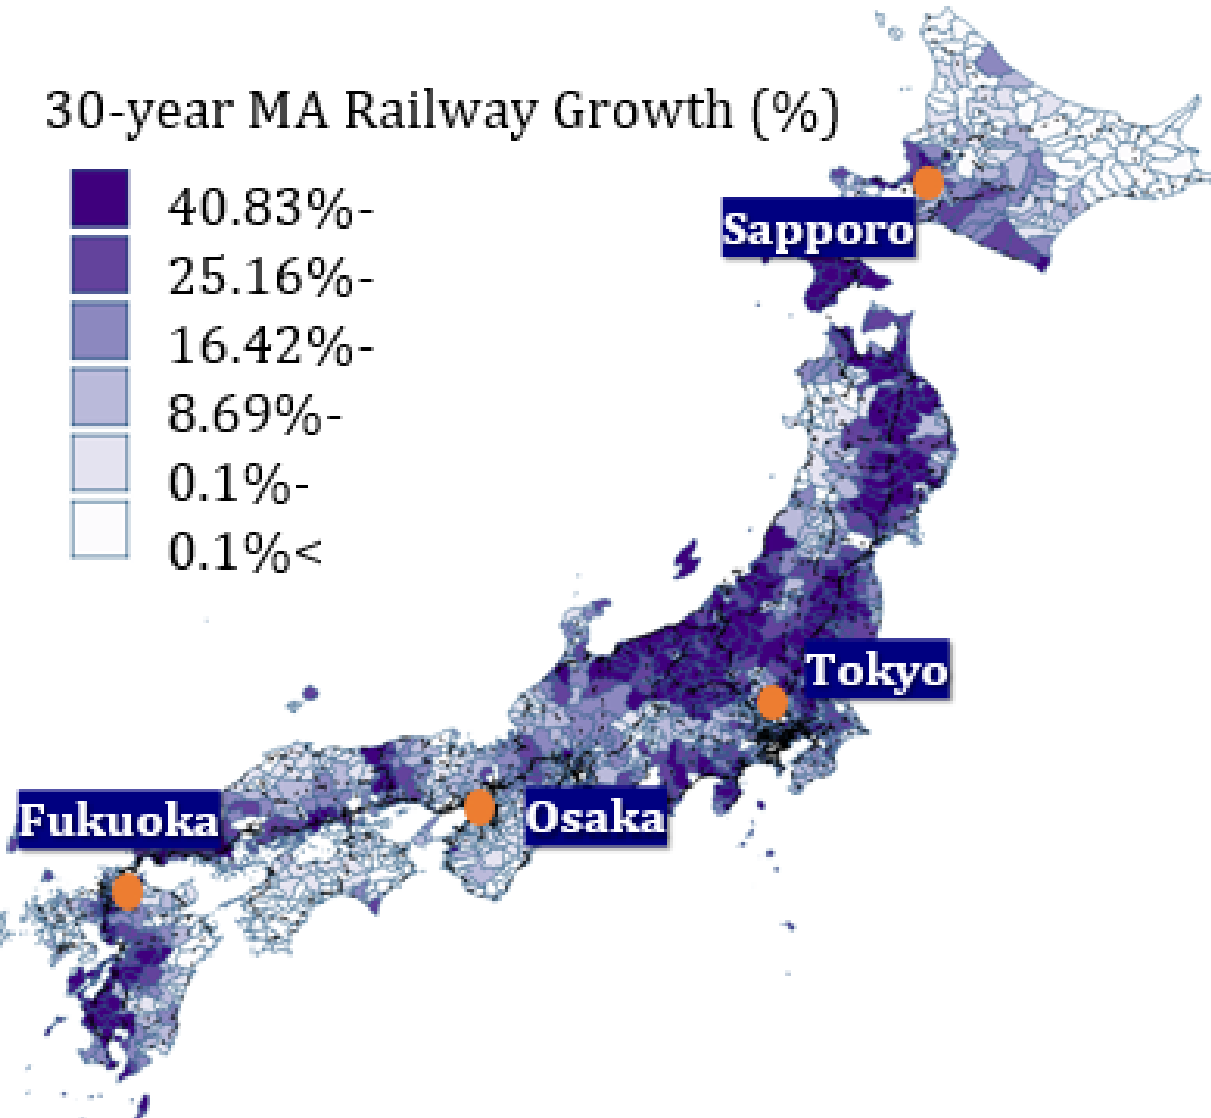 30-year MA Railway Growth (%)
40.83%-
25.16%-
16.42%-
8.69%-
0.1%-
0.1%<
Sapporo
Tokyo
Osaka
Fukuoka